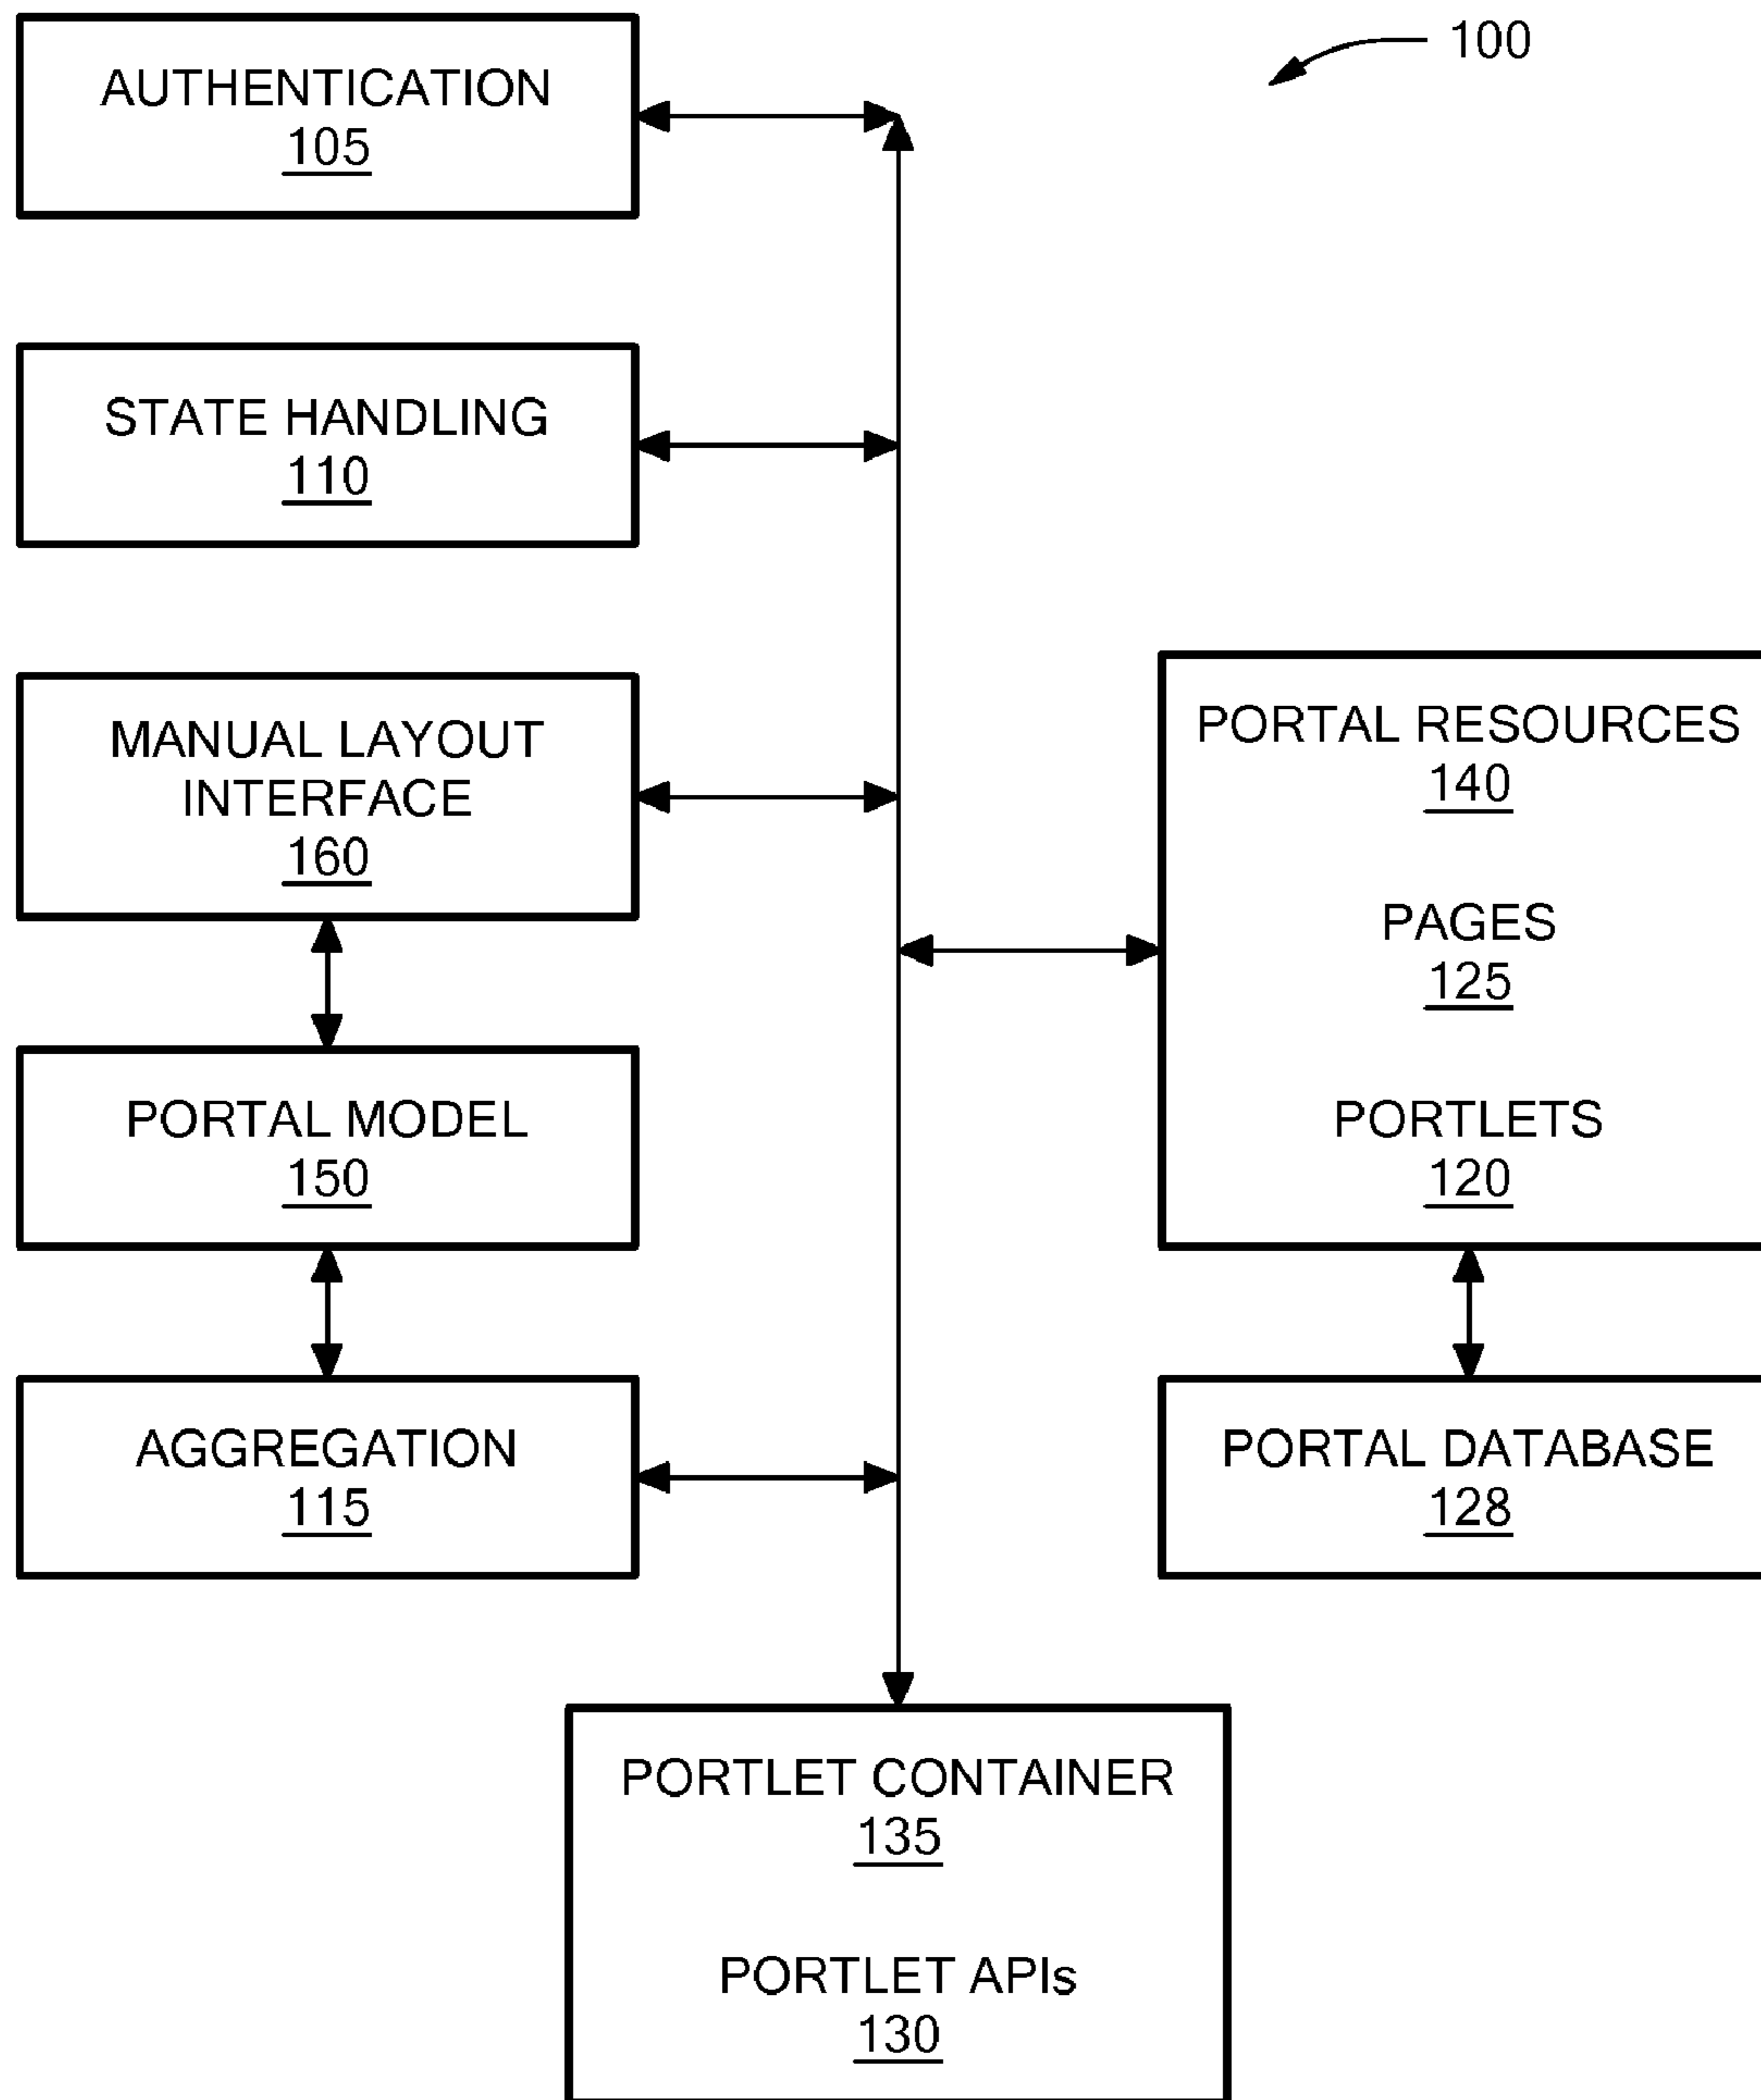 100
AUTHENTICATION
105
STATE HANDLING
110
MANUAL LAYOUT
INTERFACE
160
PORTAL MODEL
150
AGGREGATION
115
PORTAL RESOURCES
140
PAGES
125
PORTLETS
120
PORTAL DATABASE
128
PORTLET CONTAINER
135
PORTLET APIs
130